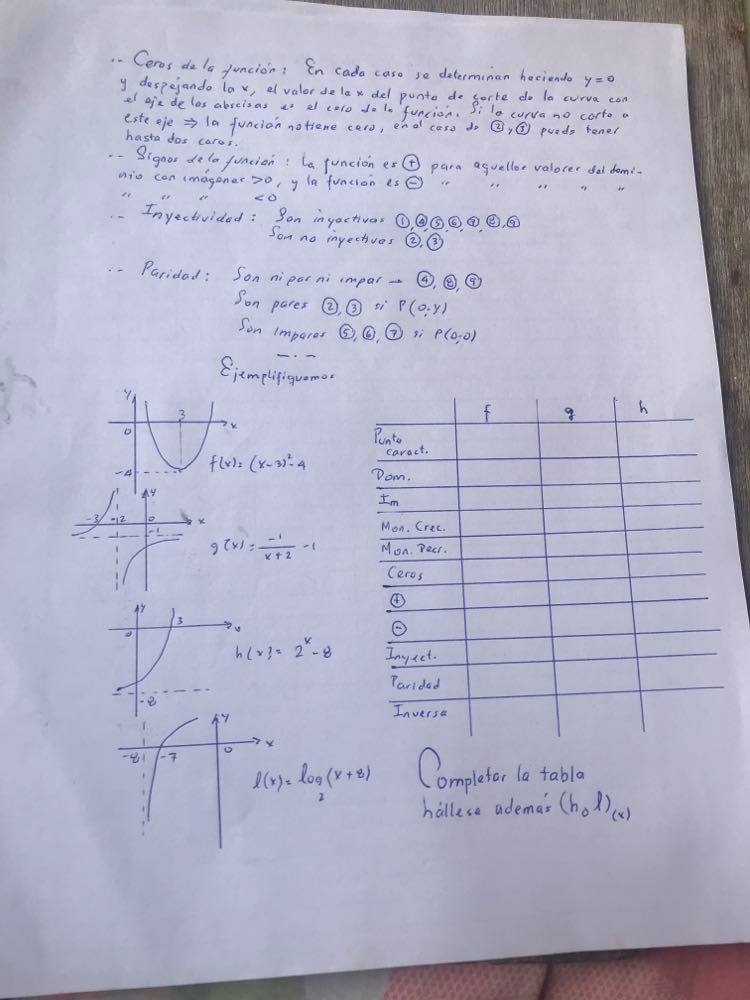 .- Ceros de la función: En cada caso se determinan haciendo y=0
y despejando la x, el valor de la x del punto de corte de la curva con
el eje de las abscisas es el cero de la función. Si la curva no corta a
este eje ⇒ la función no tiene cero, en el caso de ② y ③ puede tener
hasta dos ceros.
.- Signos de la función: La función es ⊕ para aquellos valores del domi-
nio con imágenes >0, y la función es ⊖ " " " " "
" " " <0
.- Inyectividad: Son inyectivas ①,④,⑤,⑥,⑦,⑧,⑨
Son no inyectivas ②,③
.- Paridad: Son ni par ni impar → ④,⑧,⑨
Son pares ②,③ si P(0;y)
Son impares ⑤,⑥,⑦ si P(0;0)
-.-
Ejemplifiquemos
y
3
0
x
-4
f(x)= (x-3)²-4
y
-3 -2 0 x
-1
g(x)= -1/(x+2) -1
y
3
0 x
h(x)= 2ˣ-8
-8
y
-8 -7 0 x
l(x)= log₂(x+8)
f g h
Punto
caract.
Dom.
Im
Mon. Crec.
Mon. Decr.
Ceros
⊕
⊖
Inyect.
Paridad
Inversa
Completar la tabla
hállese además (h₀l)(x)